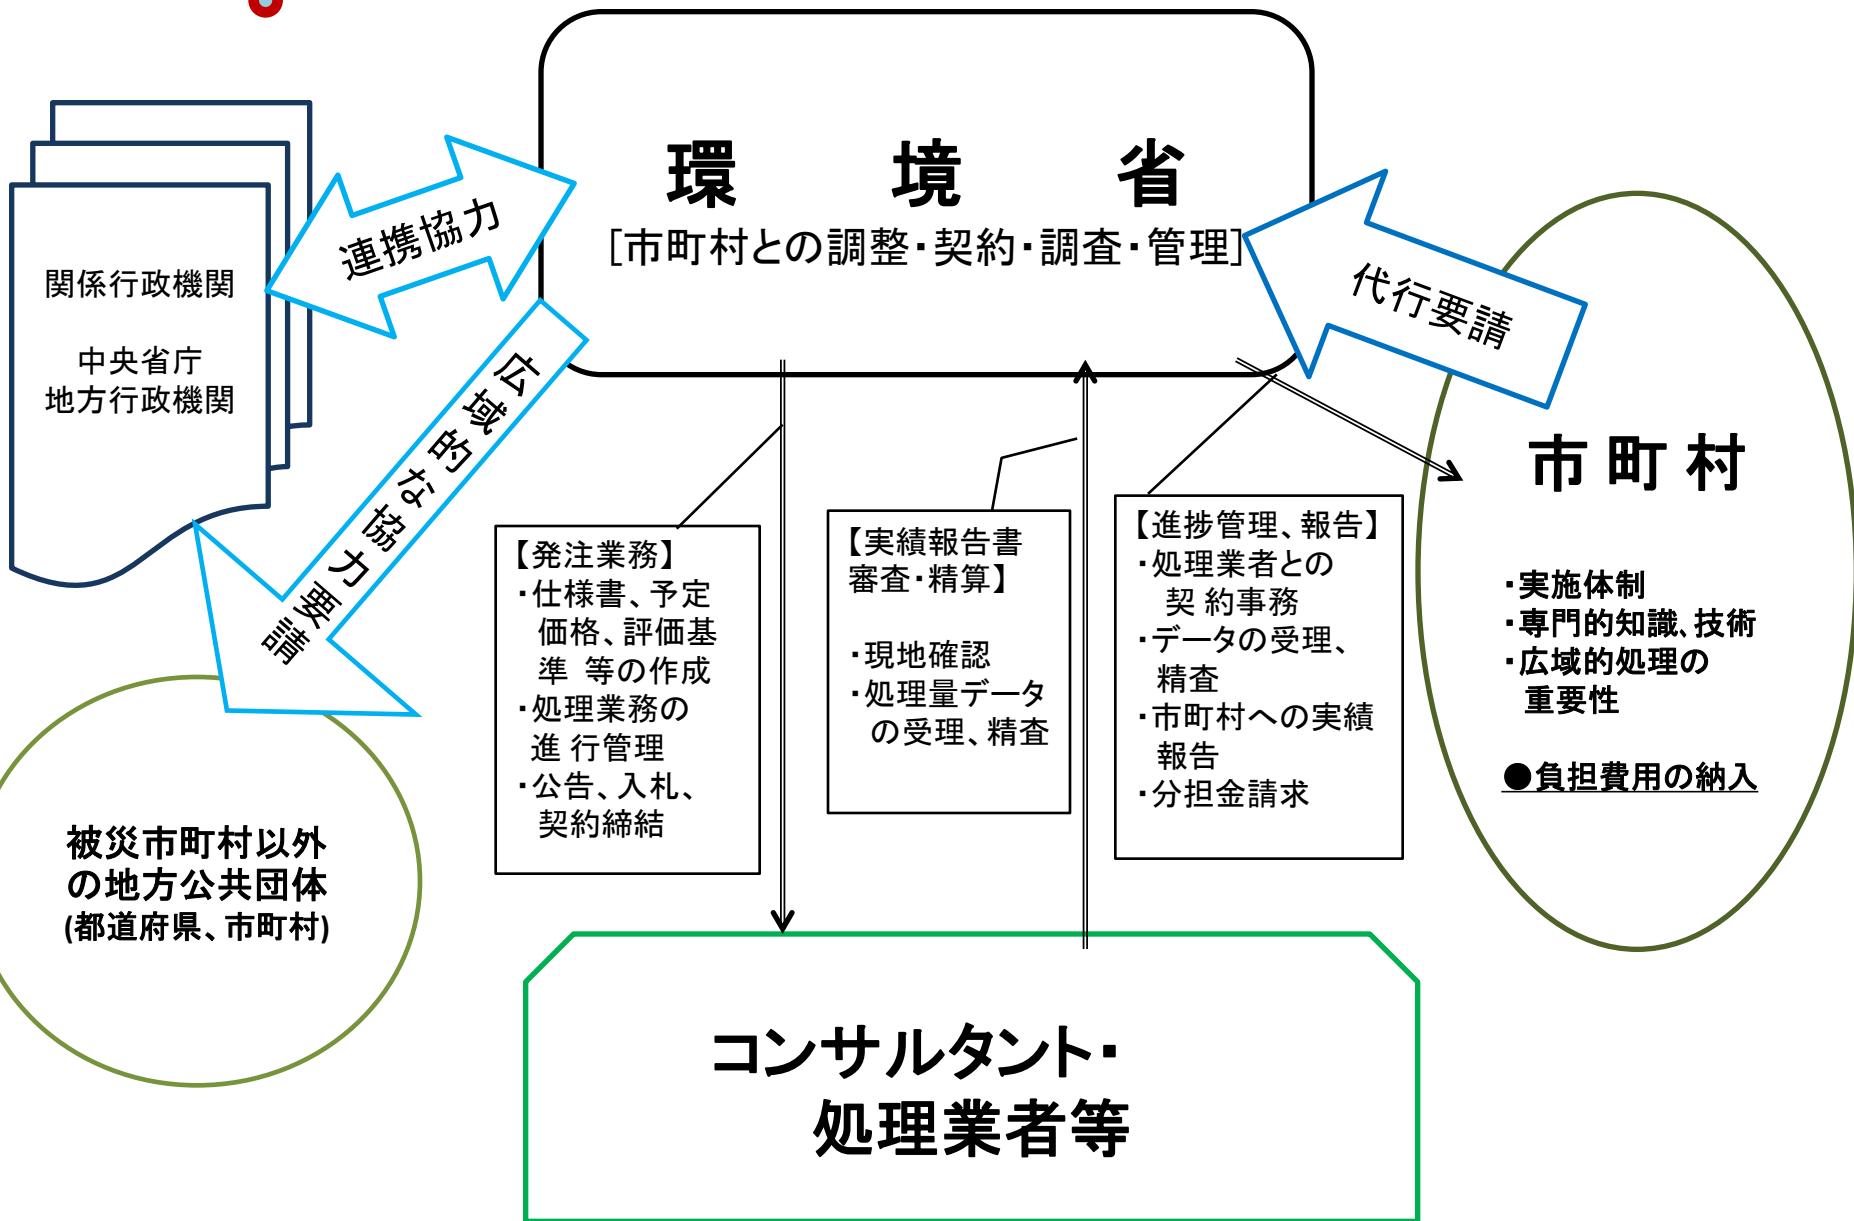 環境省
[市町村との調整・契約・調査・管理]
連携協力
代行要請
関係行政機関
中央省庁
地方行政機関
広域的な協力要請
市町村
・実施体制
・専門的知識、技術
・広域的処理の
重要性
●負担費用の納入
【発注業務】
・仕様書、予定
価格、評価基
準 等の作成
・処理業務の
進 行管理
・公告、入札、
契約締結
【実績報告書
審査・精算】
・現地確認
・処理量データ
の受理、精査
【進捗管理、報告】
・処理業者との
契 約事務
・データの受理、
精査
・市町村への実績
報告
・分担金請求
被災市町村以外
の地方公共団体
(都道府県、市町村)
コンサルタント・
処理業者等